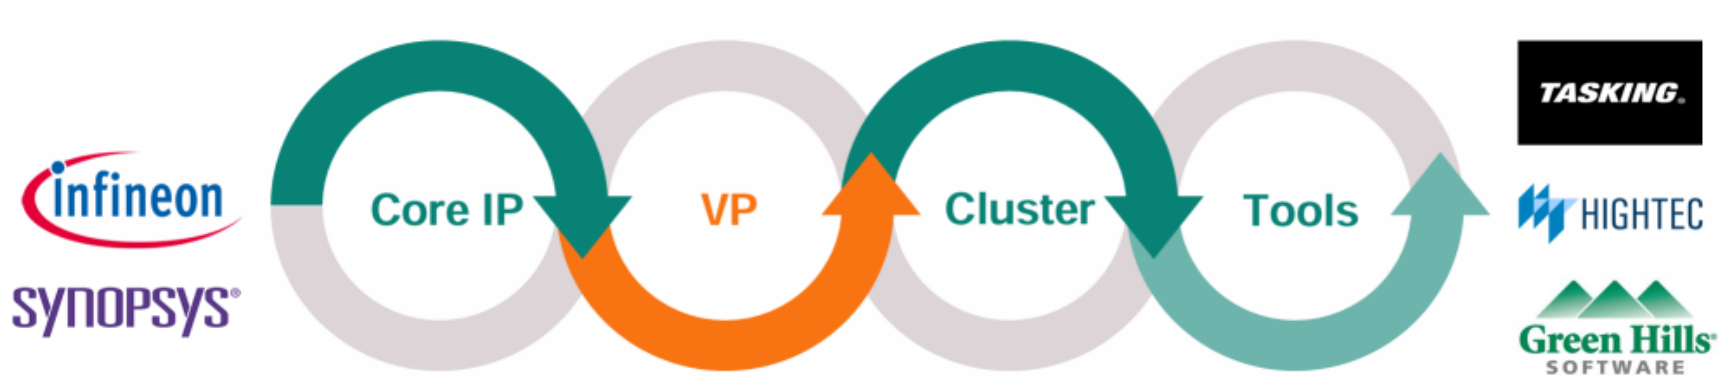 infineon
SYNOPSYS®
Core IP
VP
Cluster
Tools
TASKING®
HIGHTEC
Green Hills®
SOFTWARE